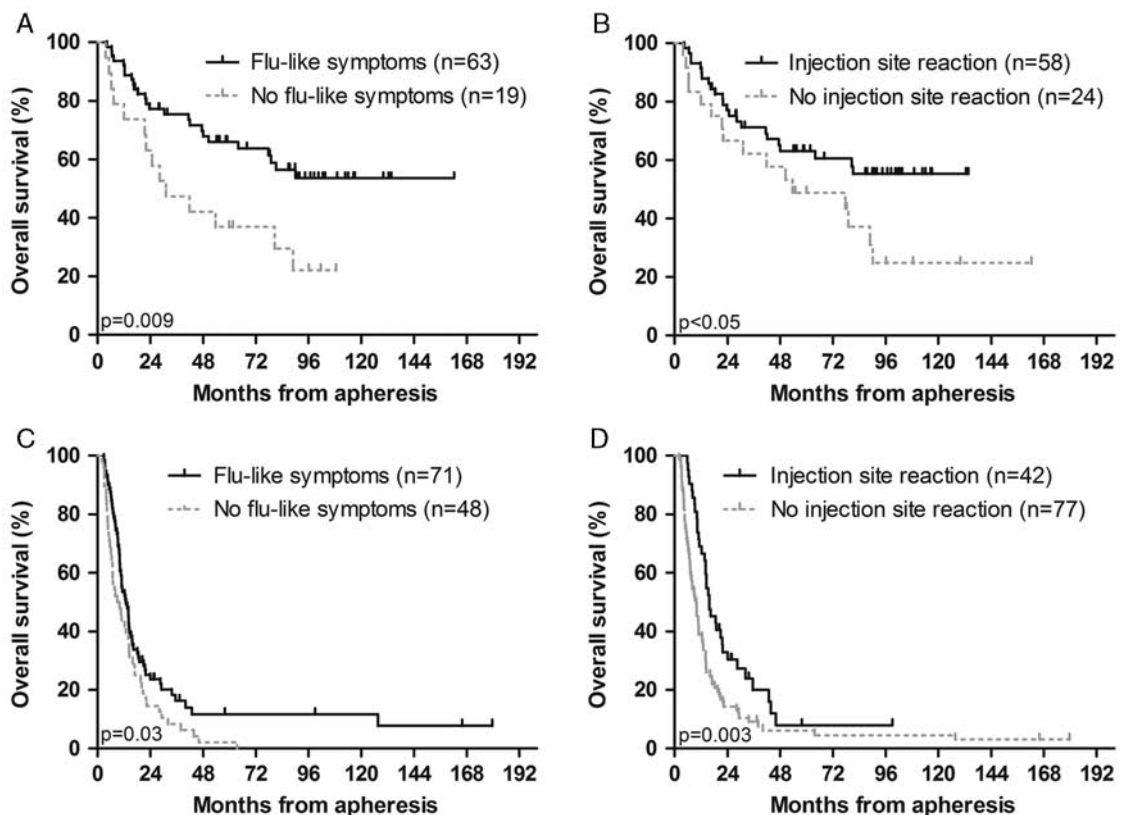 A
Overall survival (%)
100
80
60
40
20
0
Flu-like symptoms (n=63)
No flu-like symptoms (n=19)
p=0.009
0 24 48 72 96 120 144 168 192
Months from apheresis
B
Overall survival (%)
100
80
60
40
20
0
Injection site reaction (n=58)
No injection site reaction (n=24)
p<0.05
0 24 48 72 96 120 144 168 192
Months from apheresis
C
Overall survival (%)
100
80
60
40
20
0
Flu-like symptoms (n=71)
No flu-like symptoms (n=48)
p=0.03
0 24 48 72 96 120 144 168 192
Months from apheresis
D
Overall survival (%)
100
80
60
40
20
0
Injection site reaction (n=42)
No injection site reaction (n=77)
p=0.003
0 24 48 72 96 120 144 168 192
Months from apheresis